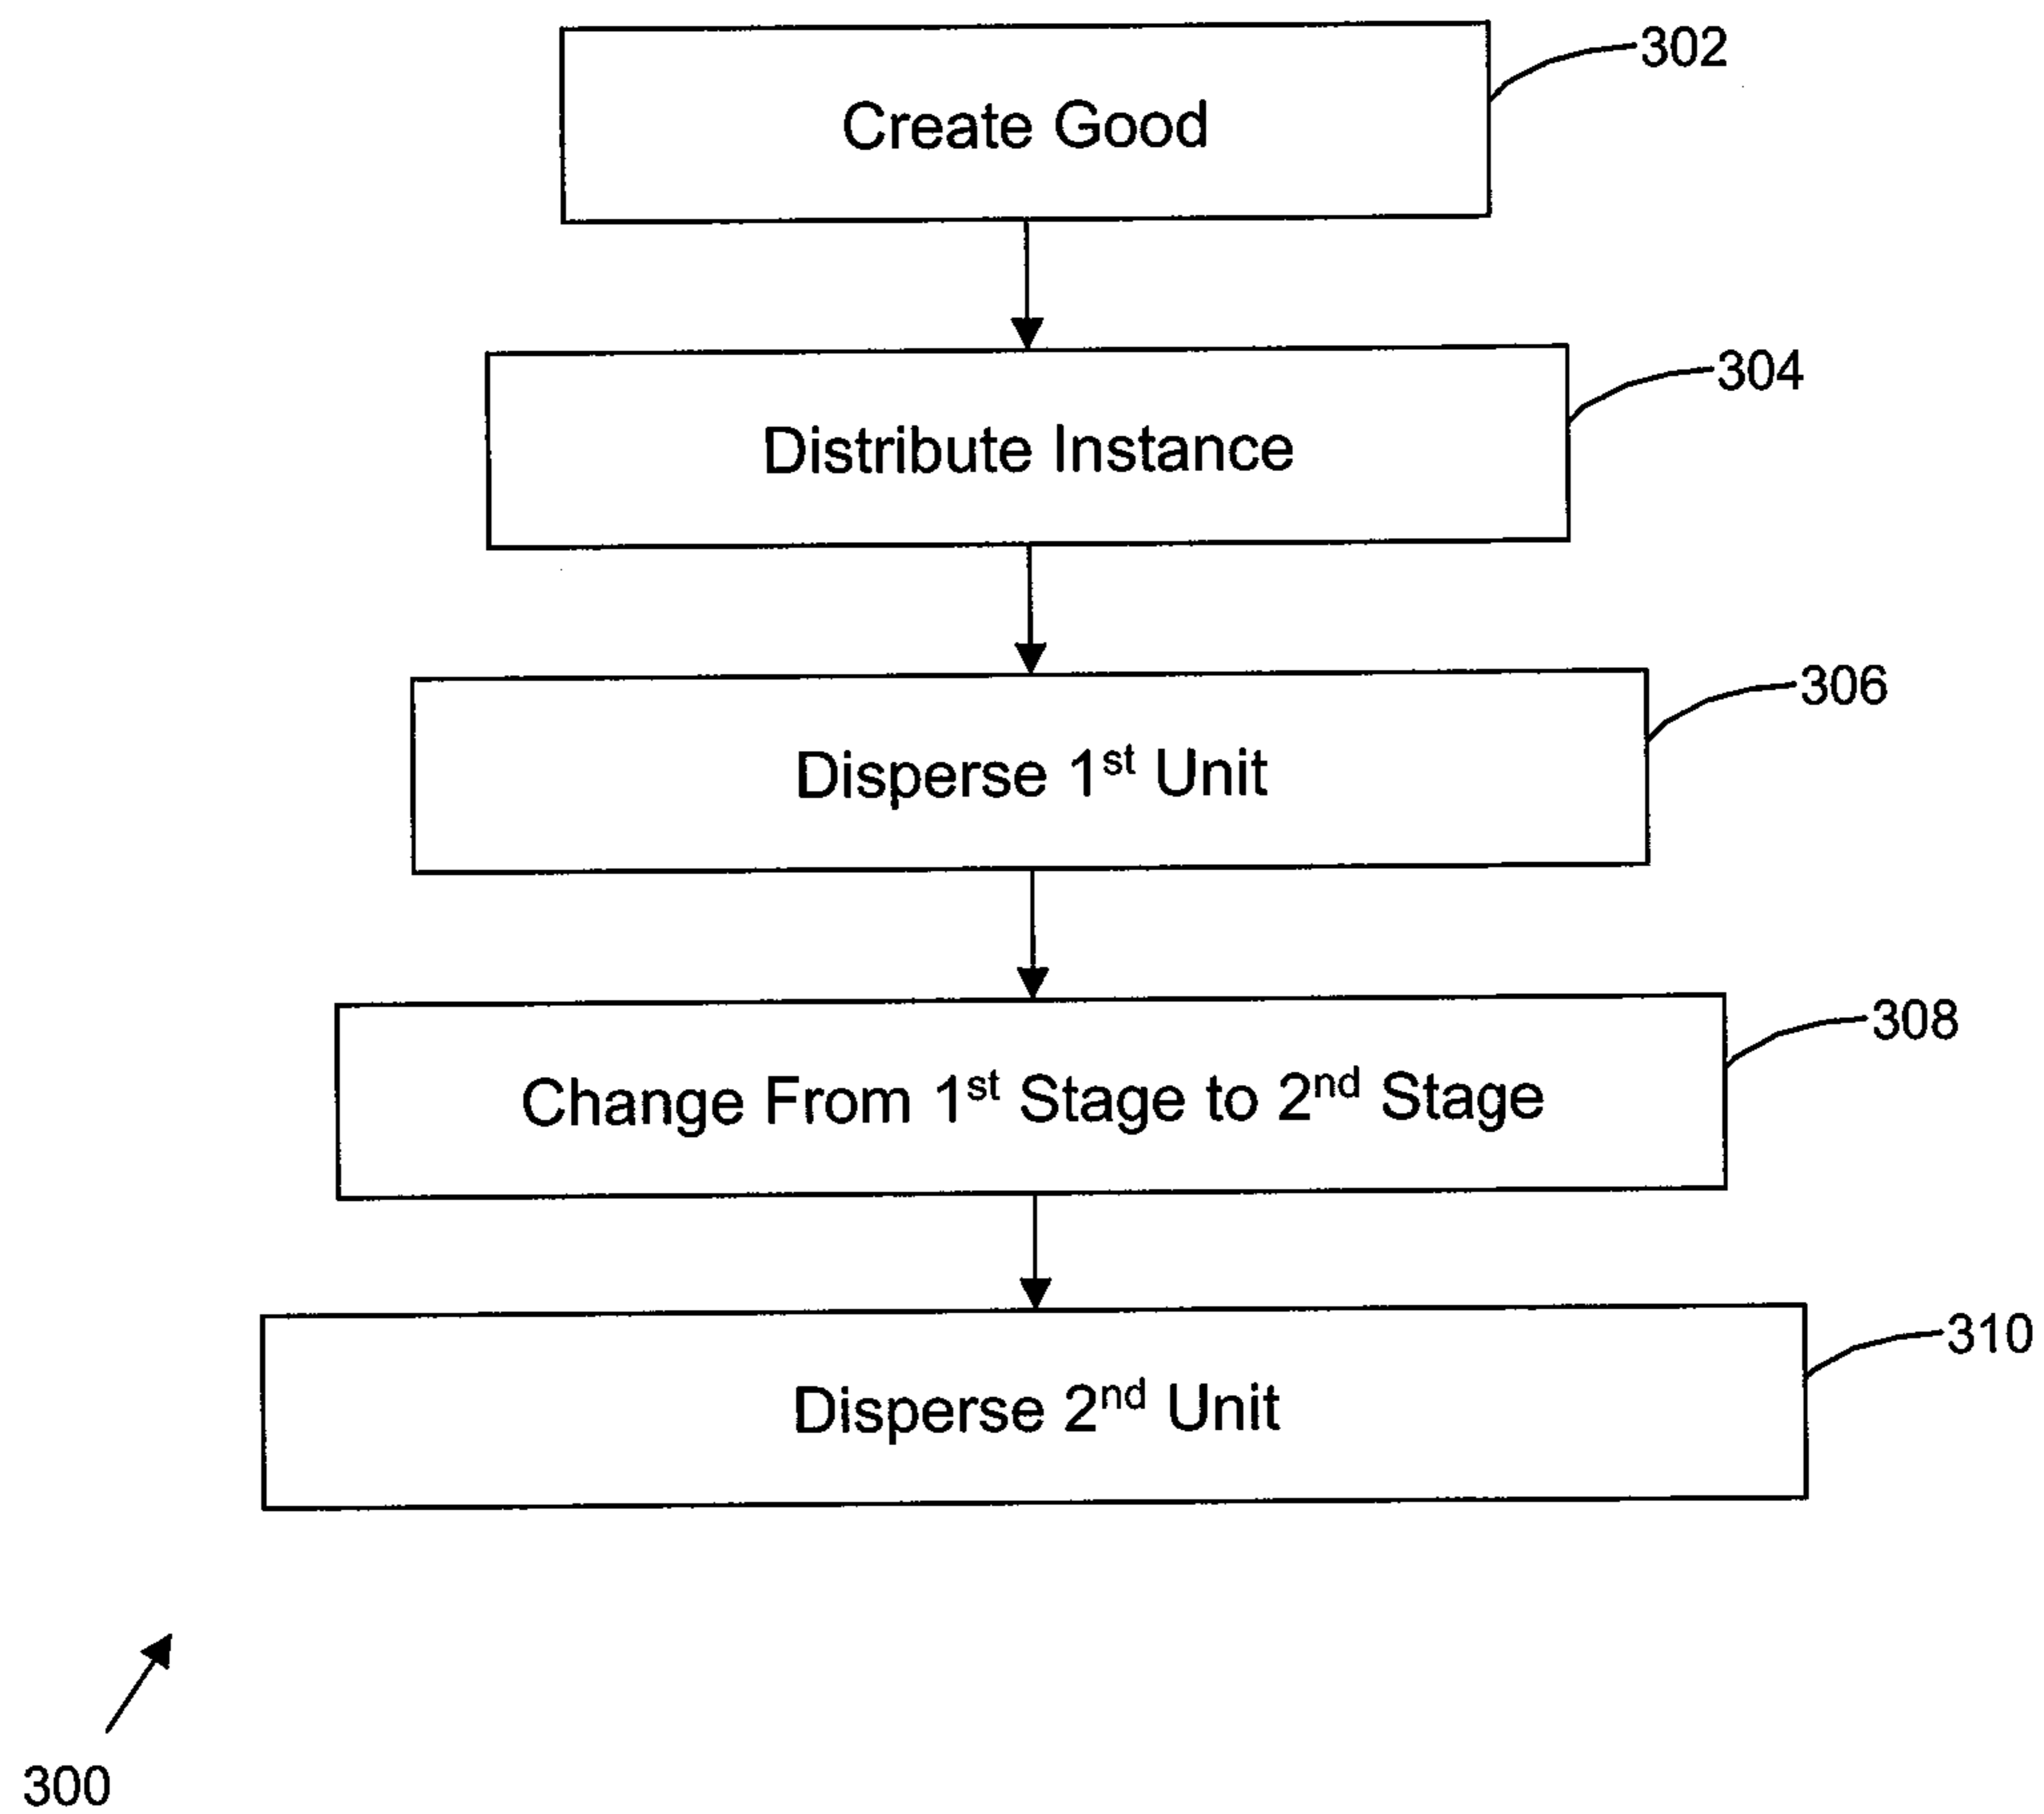 302
Create Good
304
Distribute Instance
306
Disperse 1st Unit
308
Change From 1st Stage to 2nd Stage
310
Disperse 2nd Unit
300